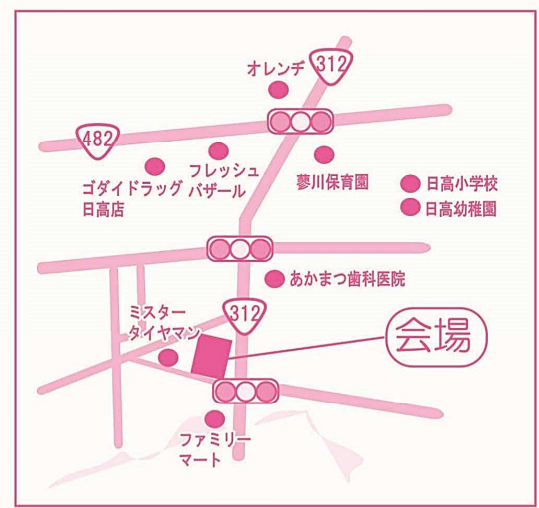 オレンヂ
312
482
フレッシュ
バザール
ゴダイドラッグ
日高店
蓼川保育園
日高小学校
日高幼稚園
あかまつ歯科医院
ミスター
タイヤマン
312
会場
ファミリー
マート